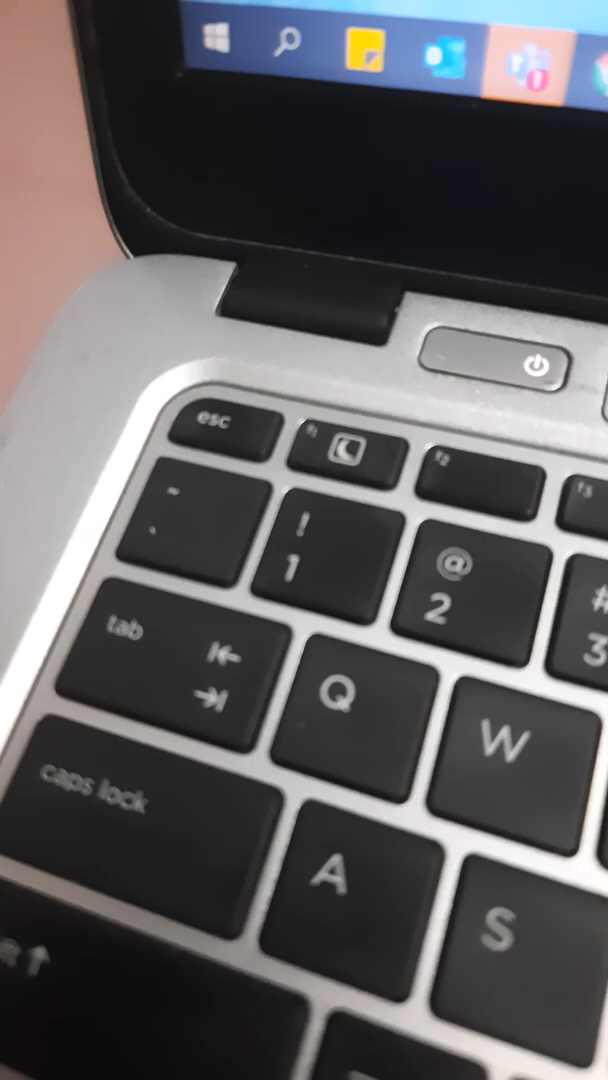 esc f1 f2 f3
~ ! @ #
` 1 2 3
tab Q W
caps lock A S